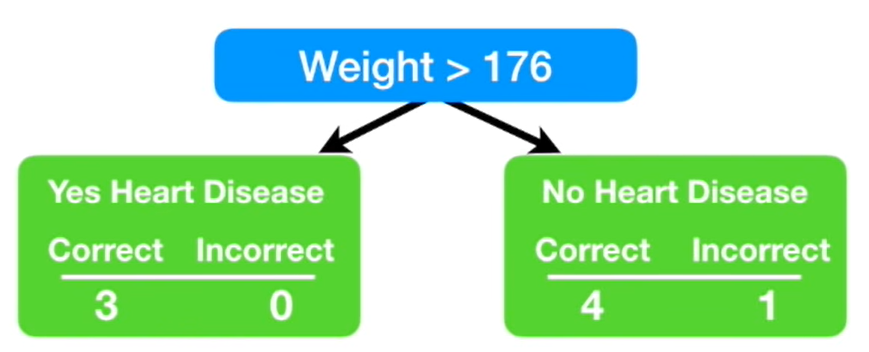 Weight > 176
Yes Heart Disease
Correct Incorrect
3 0
No Heart Disease
Correct Incorrect
4 1